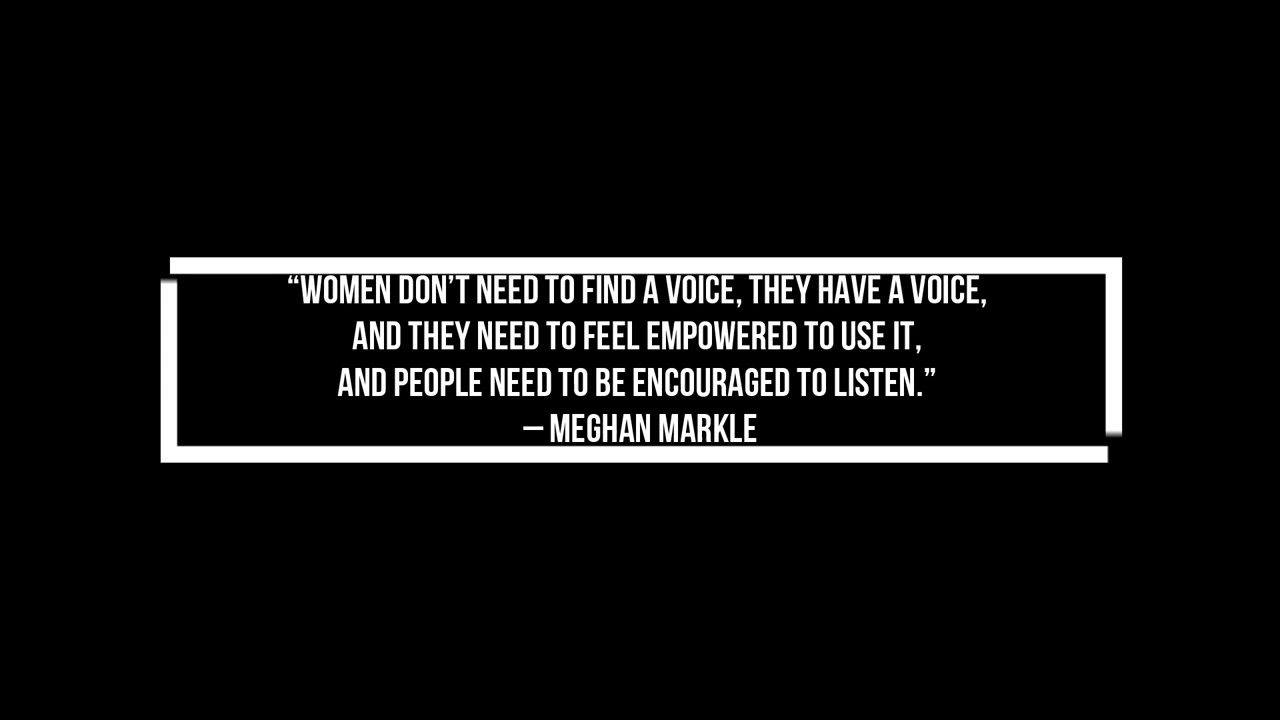 “WOMEN DON’T NEED TO FIND A VOICE, THEY HAVE A VOICE,
AND THEY NEED TO FEEL EMPOWERED TO USE IT,
AND PEOPLE NEED TO BE ENCOURAGED TO LISTEN.”
– MEGHAN MARKLE